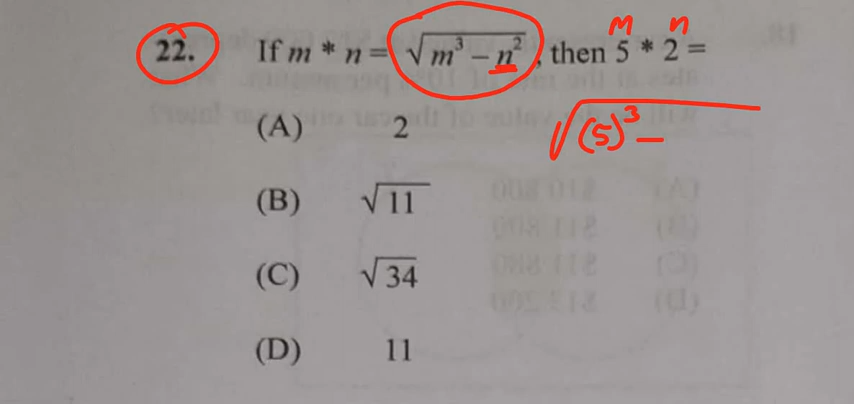 m n
22. If m * n = √m³ – n², then 5 * 2 =
√(5)³ –
(A) 2
(B) √11
(C) √34
(D) 11